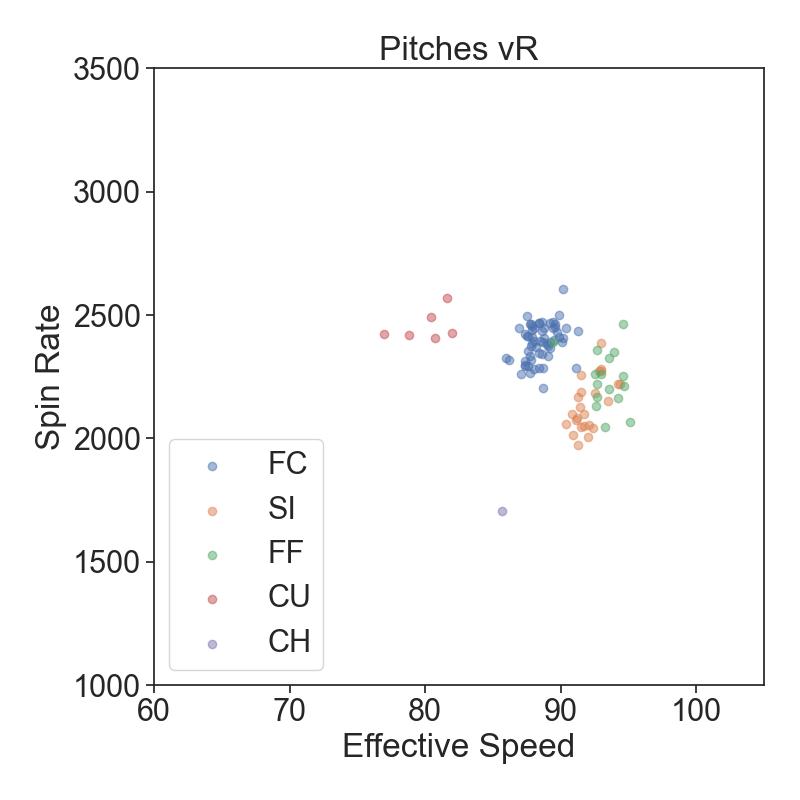 Pitches vR
3500
3000
2500
2000
1500
1000
Spin Rate
FC
SI
FF
CU
CH
60 70 80 90 100
Effective Speed